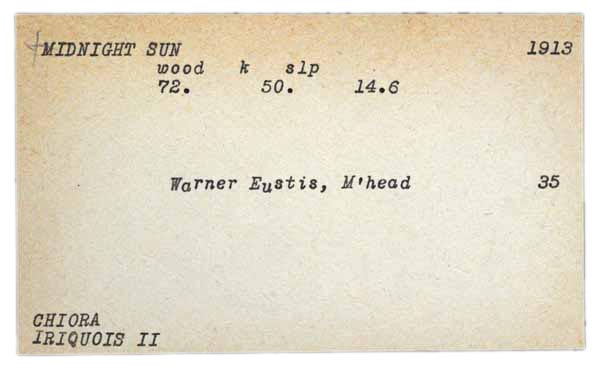 MIDNIGHT SUN 1913
wood k slp
72. 50. 14.6
Warner Eustis, M'head 35
CHIORA
IRIQUOIS II